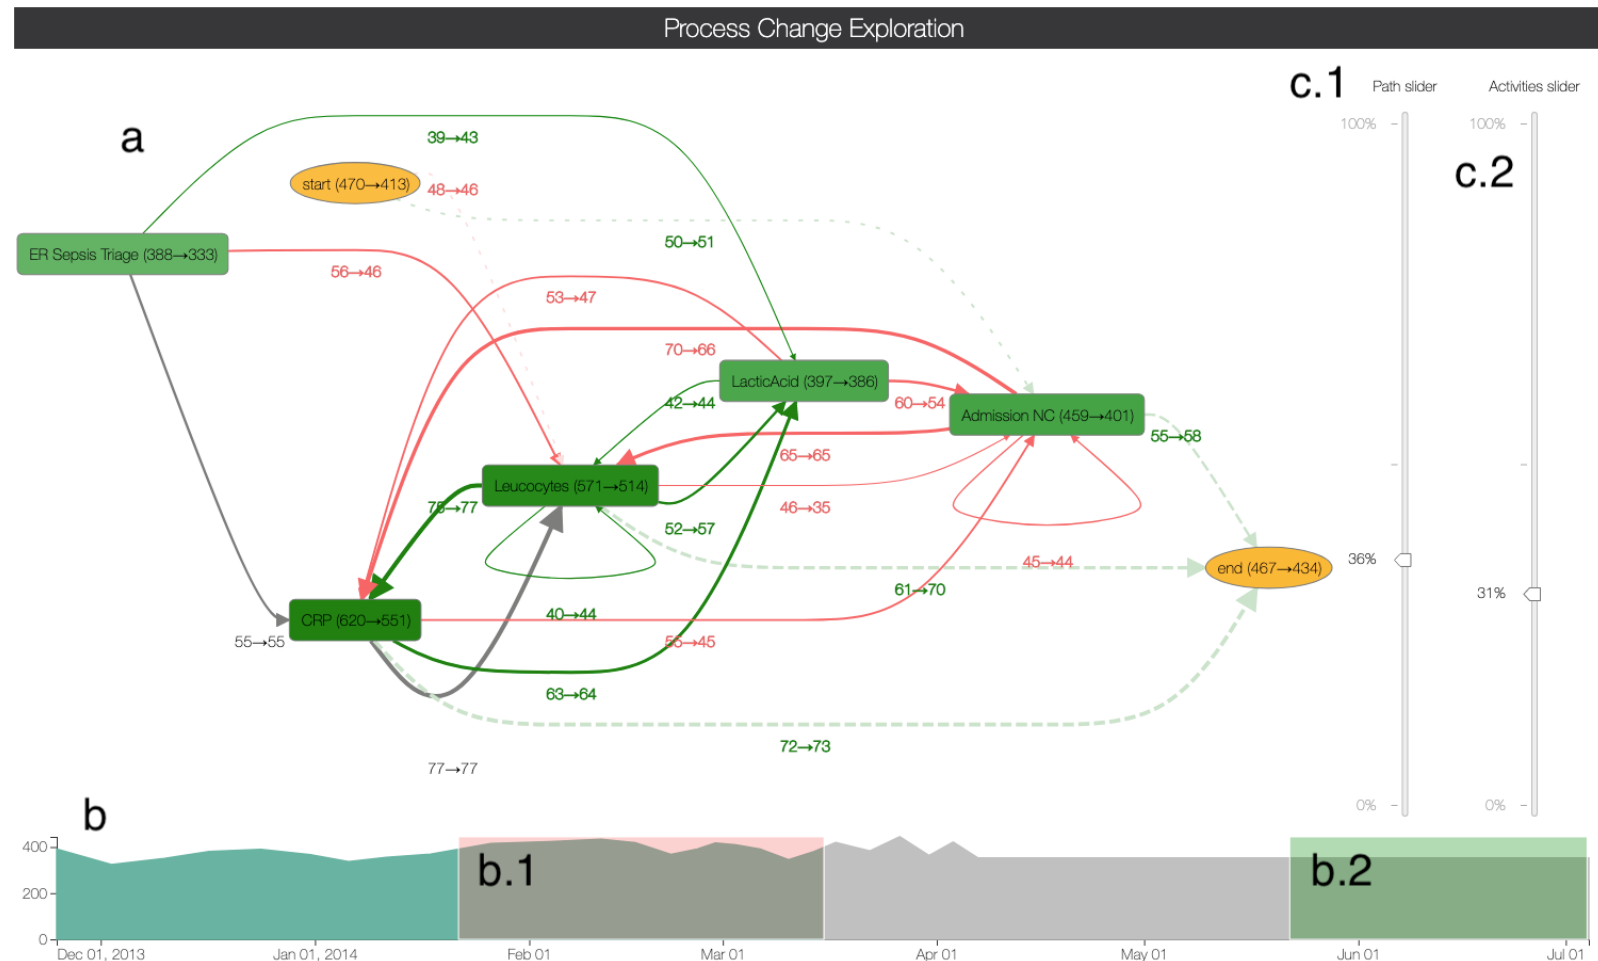 Process Change Exploration
c.1 Path slider Activities slider
100% 100%
a
39→43
c.2
start (470→413)
48→46
50→51
ER Sepsis Triage (388→333)
56→46
53→47
70→66
LacticAcid (397→386)
42→44
60→54
Admission NC (459→401)
55→58
65→65
Leucocytes (571→514)
→77
46→35
52→57
45→44
36%
end (467→434)
61→70
31%
40→44
CRP (620→551)
55→55
→45
63→64
72→73
77→77
0% 0%
b
400
b.1
b.2
200
0
Dec 01, 2013 Jan 01, 2014 Feb 01 Mar 01 Apr 01 May 01 Jun 01 Jul 01